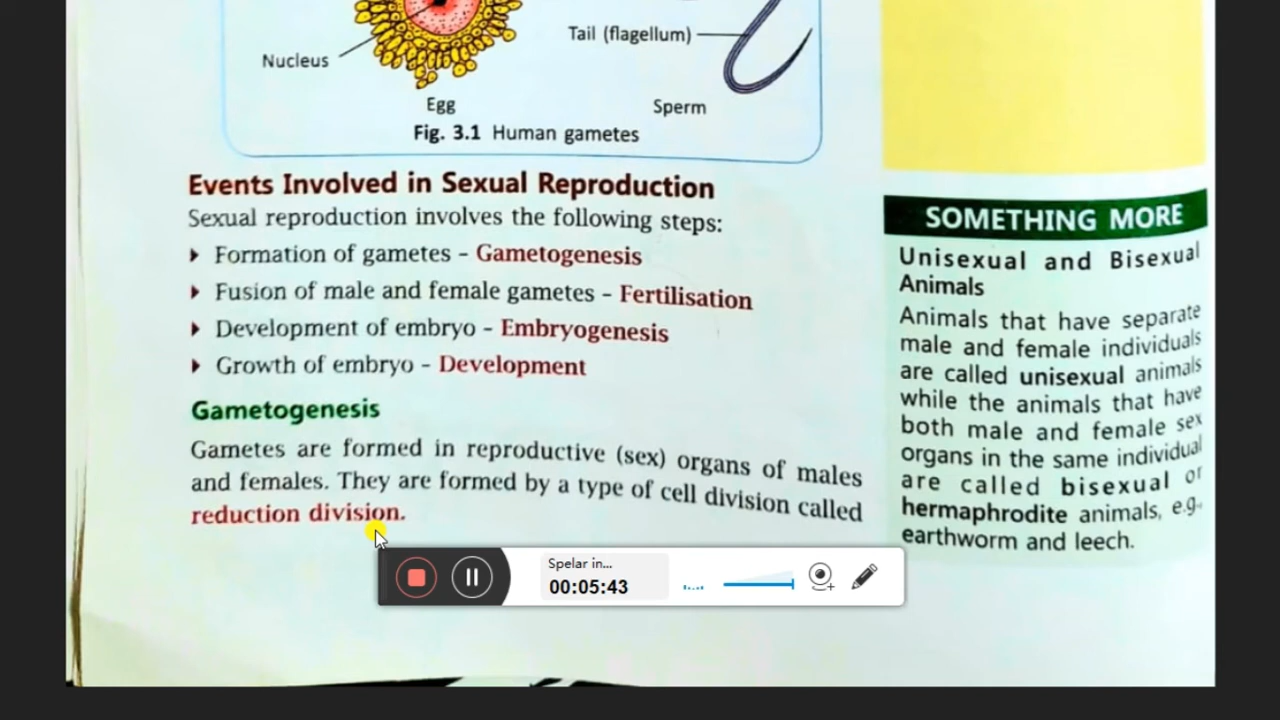 Tail (flagellum)
Nucleus
Egg
Sperm
Fig. 3.1 Human gametes
Events Involved in Sexual Reproduction
Sexual reproduction involves the following steps:
Formation of gametes – Gametogenesis
Fusion of male and female gametes – Fertilisation
Development of embryo – Embryogenesis
Growth of embryo – Development
Gametogenesis
Gametes are formed in reproductive (sex) organs of males
and females. They are formed by a type of cell division called
reduction division.
SOMETHING MORE
Unisexual and Bisexual
Animals
Animals that have separate
male and female individuals
are called unisexual animals
while the animals that have
both male and female sex
organs in the same individual
are called bisexual or
hermaphrodite animals, e.g.
earthworm and leech.
Spelar in...
00:05:43